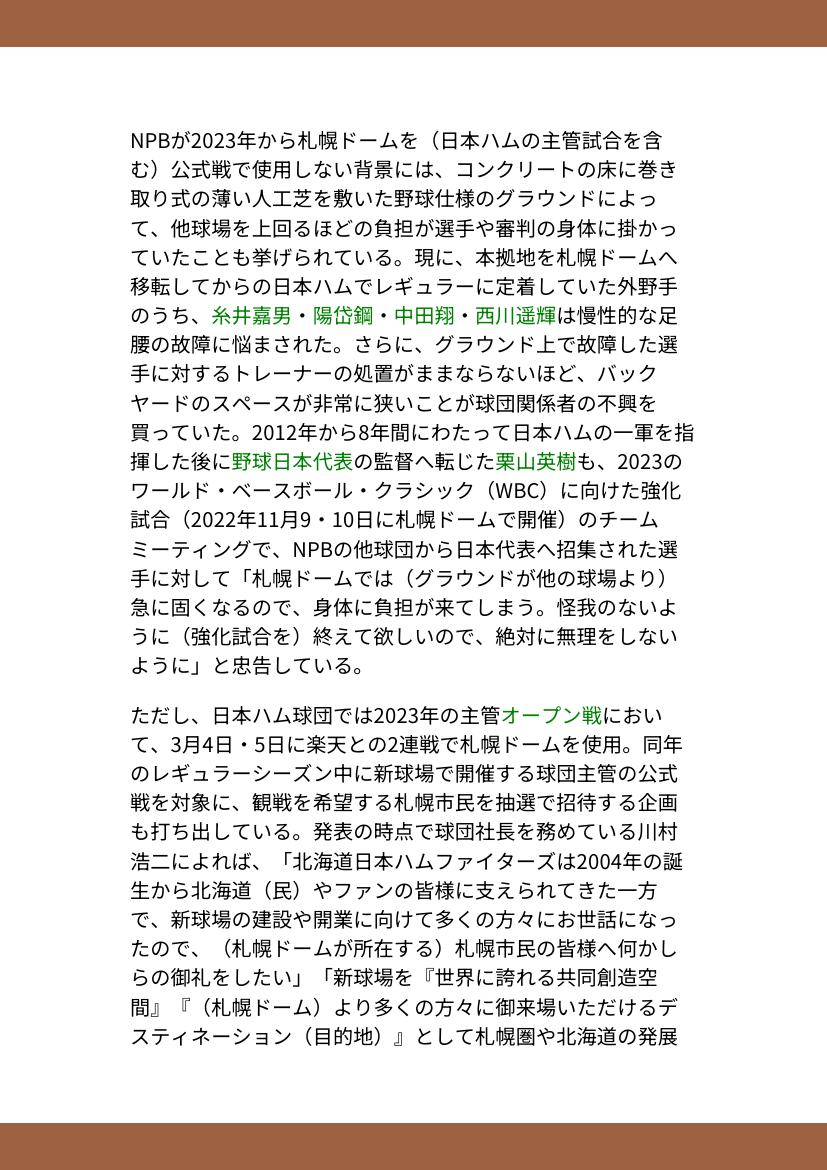 NPBが2023年から札幌ドームを（日本ハムの主管試合を含
む）公式戦で使用しない背景には、コンクリートの床に巻き
取り式の薄い人工芝を敷いた野球仕様のグラウンドによっ
て、他球場を上回るほどの負担が選手や審判の身体に掛かっ
ていたことも挙げられている。現に、本拠地を札幌ドームへ
移転してからの日本ハムでレギュラーに定着していた外野手
のうち、糸井嘉男・陽岱鋼・中田翔・西川遥輝は慢性的な足
腰の故障に悩まされた。さらに、グラウンド上で故障した選
手に対するトレーナーの処置がままならないほど、バック
ヤードのスペースが非常に狭いことが球団関係者の不興を
買っていた。2012年から8年間にわたって日本ハムの一軍を指
揮した後に野球日本代表の監督へ転じた栗山英樹も、2023の
ワールド・ベースボール・クラシック（WBC）に向けた強化
試合（2022年11月9・10日に札幌ドームで開催）のチーム
ミーティングで、NPBの他球団から日本代表へ招集された選
手に対して「札幌ドームでは（グラウンドが他の球場より）
急に固くなるので、身体に負担が来てしまう。怪我のないよ
うに（強化試合を）終えて欲しいので、絶対に無理をしない
ように」と忠告している。
ただし、日本ハム球団では2023年の主管オープン戦におい
て、3月4日・5日に楽天との2連戦で札幌ドームを使用。同年
のレギュラーシーズン中に新球場で開催する球団主管の公式
戦を対象に、観戦を希望する札幌市民を抽選で招待する企画
も打ち出している。発表の時点で球団社長を務めている川村
浩二によれば、「北海道日本ハムファイターズは2004年の誕
生から北海道（民）やファンの皆様に支えられてきた一方
で、新球場の建設や開業に向けて多くの方々にお世話になっ
たので、（札幌ドームが所在する）札幌市民の皆様へ何かし
らの御礼をしたい」「新球場を『世界に誇れる共同創造空
間』『（札幌ドーム）より多くの方々に御来場いただけるデ
スティネーション（目的地）』として札幌圏や北海道の発展